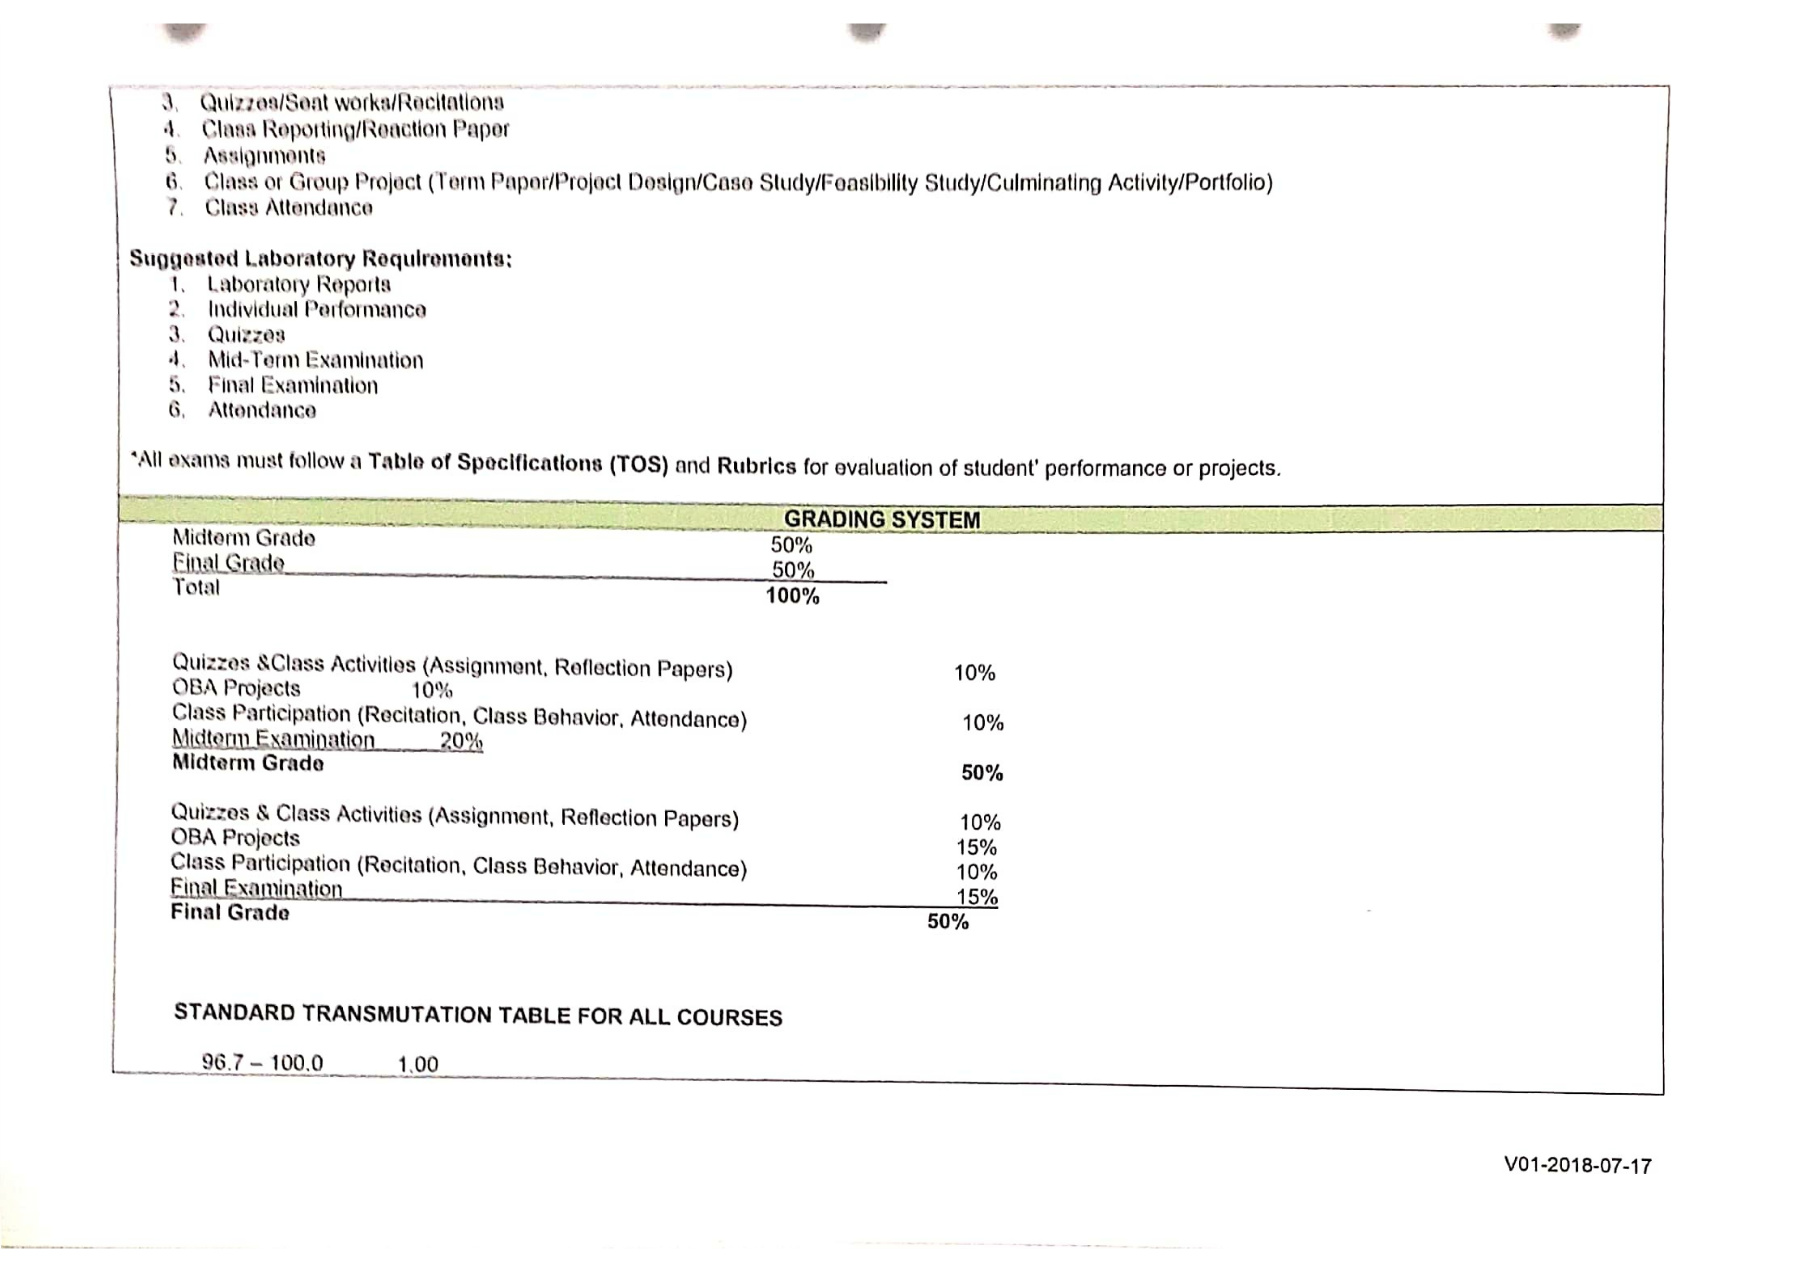 3. Quizzes/Seat works/Recitations
4. Class Reporting/Reaction Paper
5. Assignments
6. Class or Group Project (Term Paper/Project Design/Case Study/Feasibility Study/Culminating Activity/Portfolio)
7. Class Attendance
Suggested Laboratory Requirements:
1. Laboratory Reports
2. Individual Performance
3. Quizzes
4. Mid-Term Examination
5. Final Examination
6. Attendance
*All exams must follow a Table of Specifications (TOS) and Rubrics for evaluation of student' performance or projects.
GRADING SYSTEM
Midterm Grade 50%
Final Grade 50%
Total 100%
Quizzes &Class Activities (Assignment, Reflection Papers) 10%
OBA Projects 10%
Class Participation (Recitation, Class Behavior, Attendance) 10%
Midterm Examination 20%
Midterm Grade 50%
Quizzes & Class Activities (Assignment, Reflection Papers) 10%
OBA Projects 15%
Class Participation (Recitation, Class Behavior, Attendance) 10%
Final Examination 15%
Final Grade 50%
STANDARD TRANSMUTATION TABLE FOR ALL COURSES
96.7 – 100.0 1.00
V01-2018-07-17